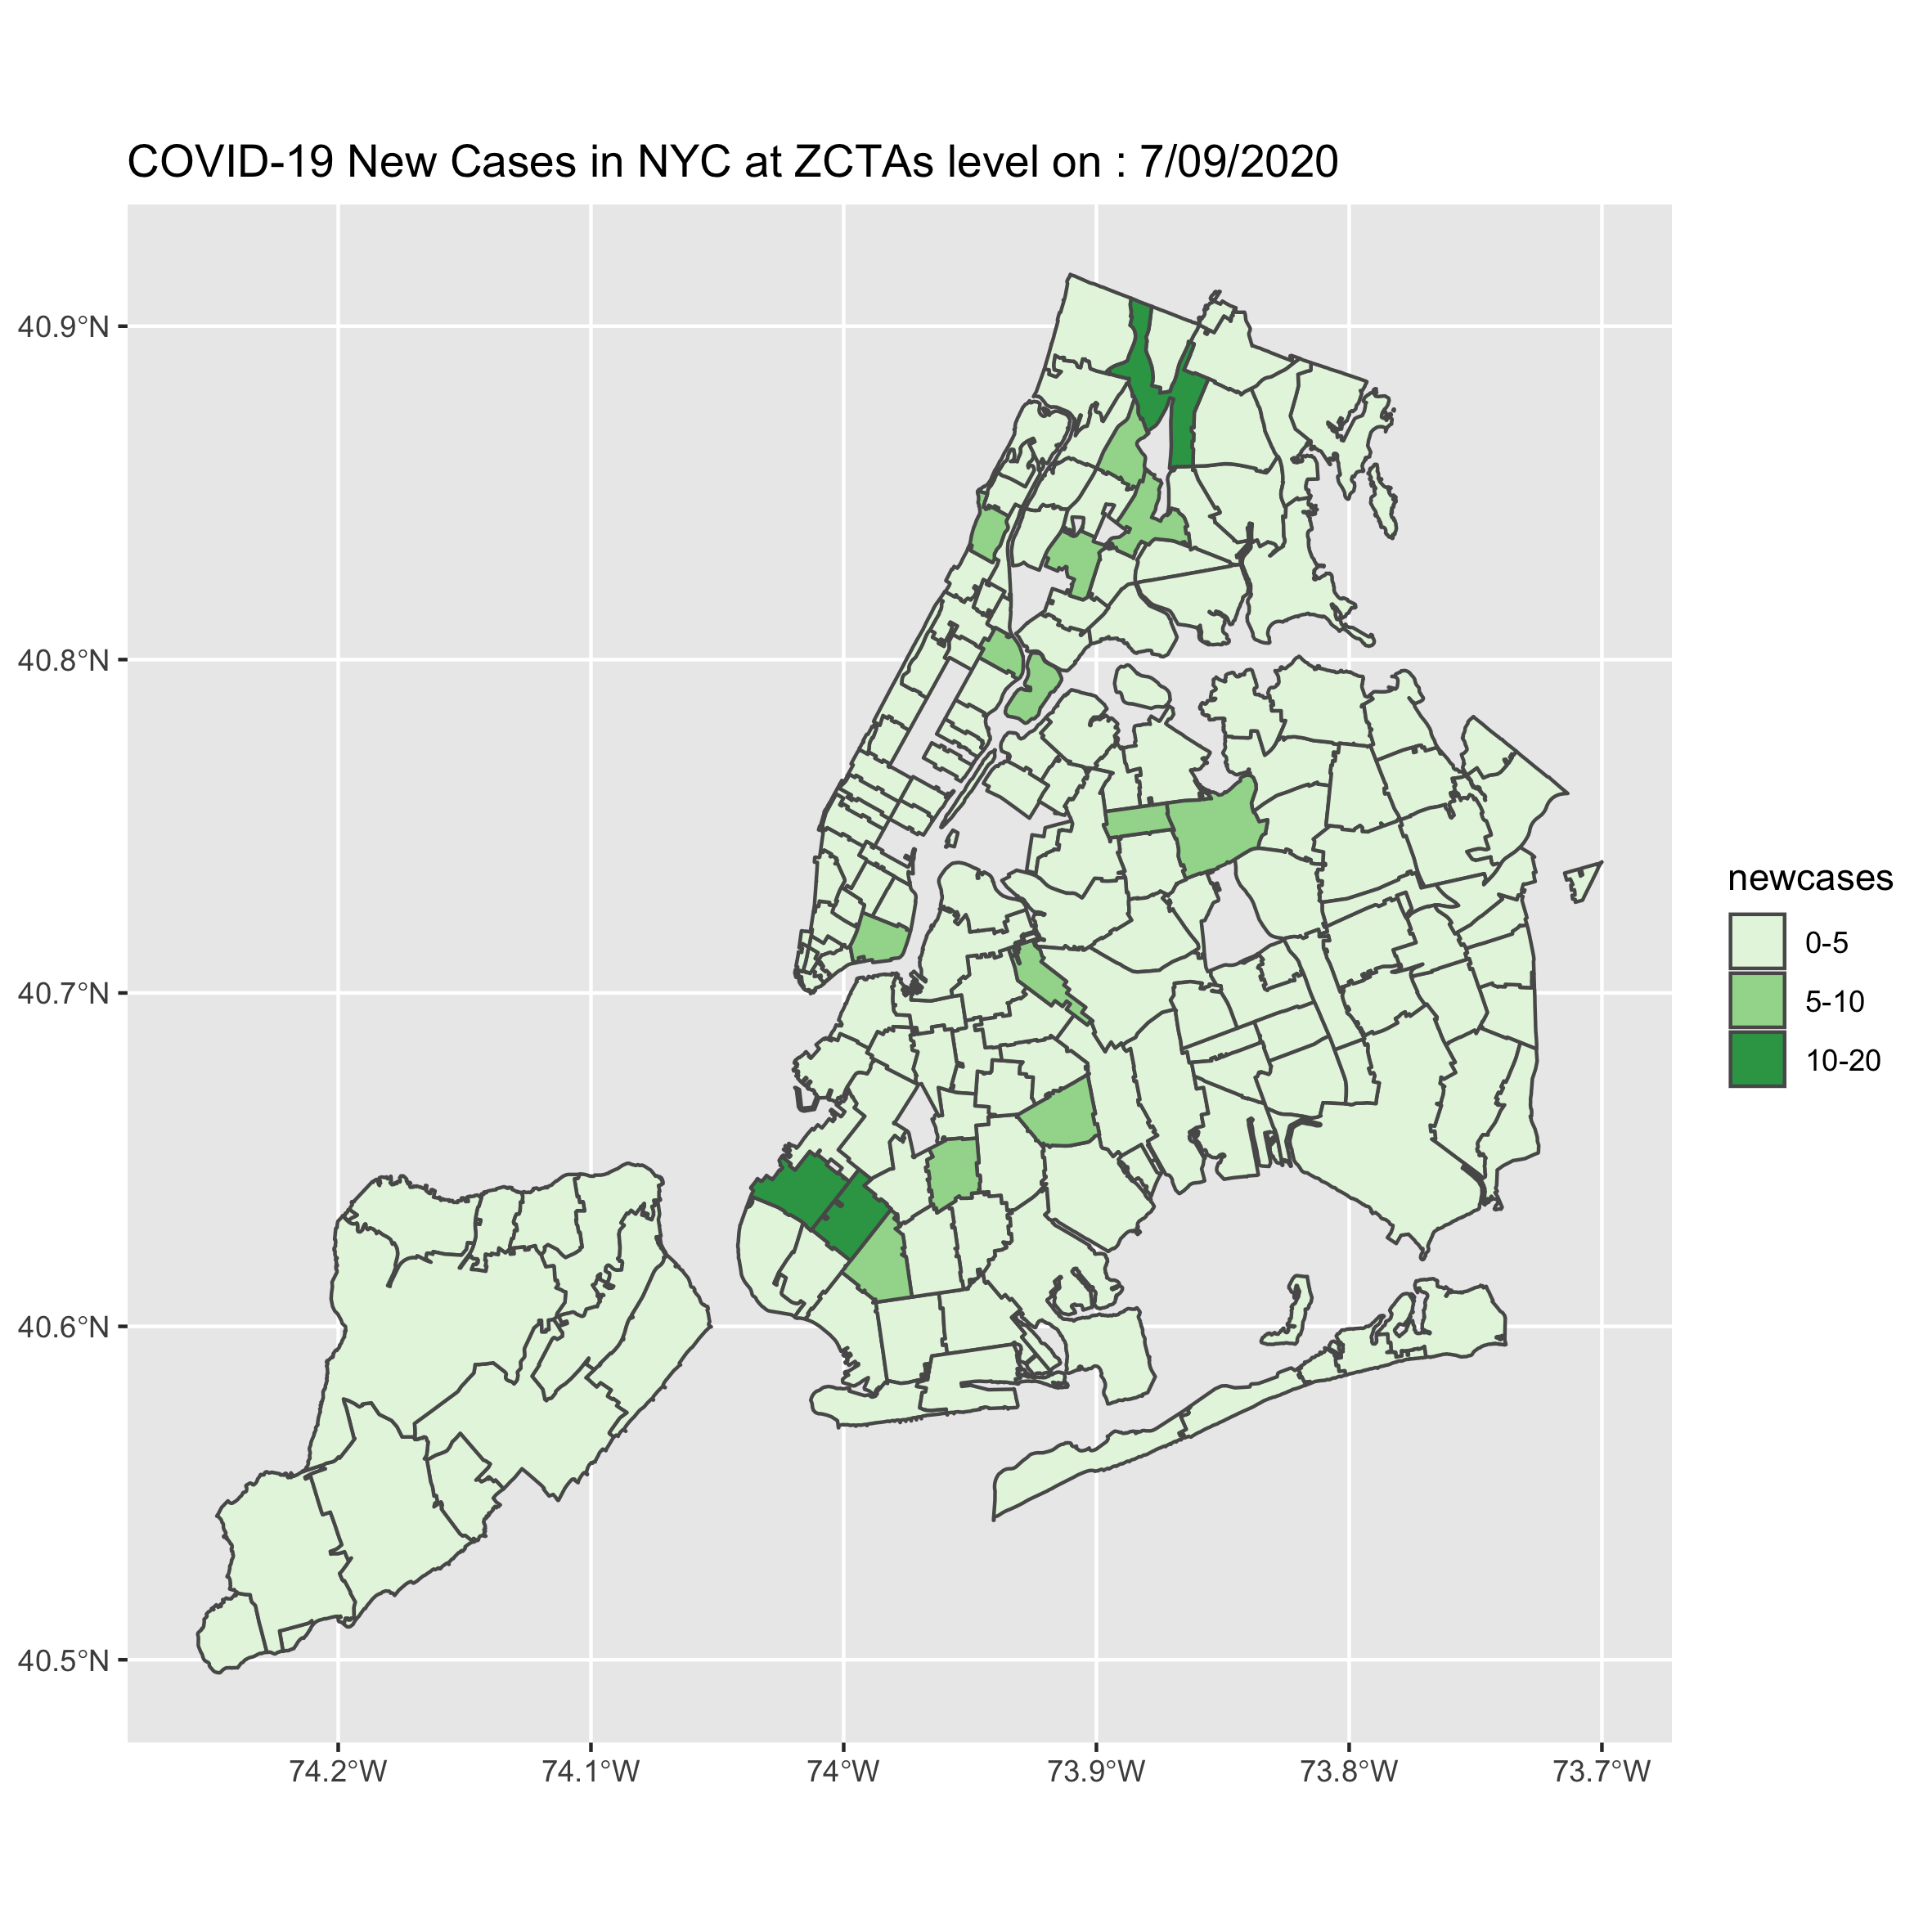 COVID-19 New Cases in NYC at ZCTAs level on : 7/09/2020
40.9°N
40.8°N
40.7°N
40.6°N
40.5°N
74.2°W 74.1°W 74°W 73.9°W 73.8°W 73.7°W
newcases
0-5
5-10
10-20